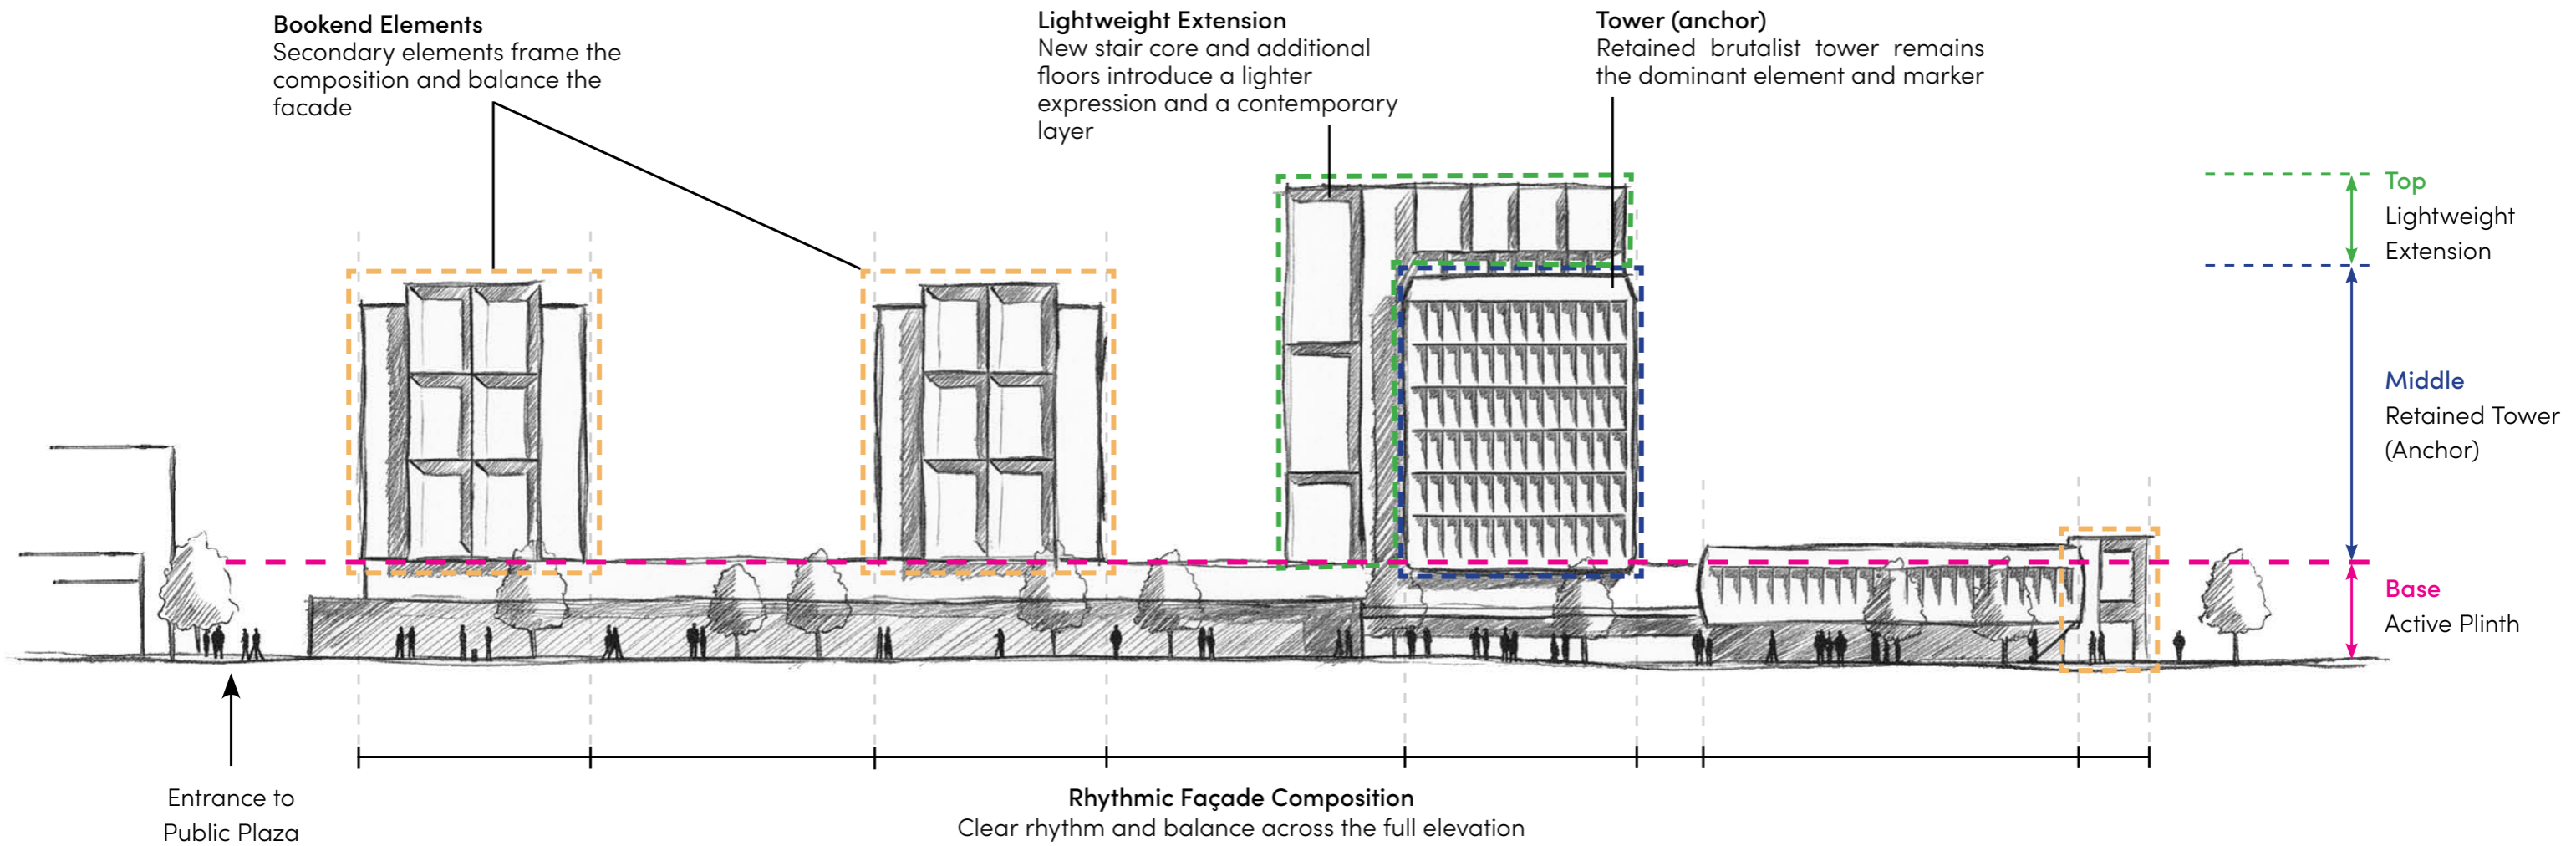 Bookend Elements
Secondary elements frame the
composition and balance the
facade
Lightweight Extension
New stair core and additional
floors introduce a lighter
expression and a contemporary
layer
Tower (anchor)
Retained brutalist tower remains
the dominant element and marker
Top
Lightweight
Extension
Middle
Retained Tower
(Anchor)
Base
Active Plinth
Entrance to
Public Plaza
Rhythmic Façade Composition
Clear rhythm and balance across the full elevation